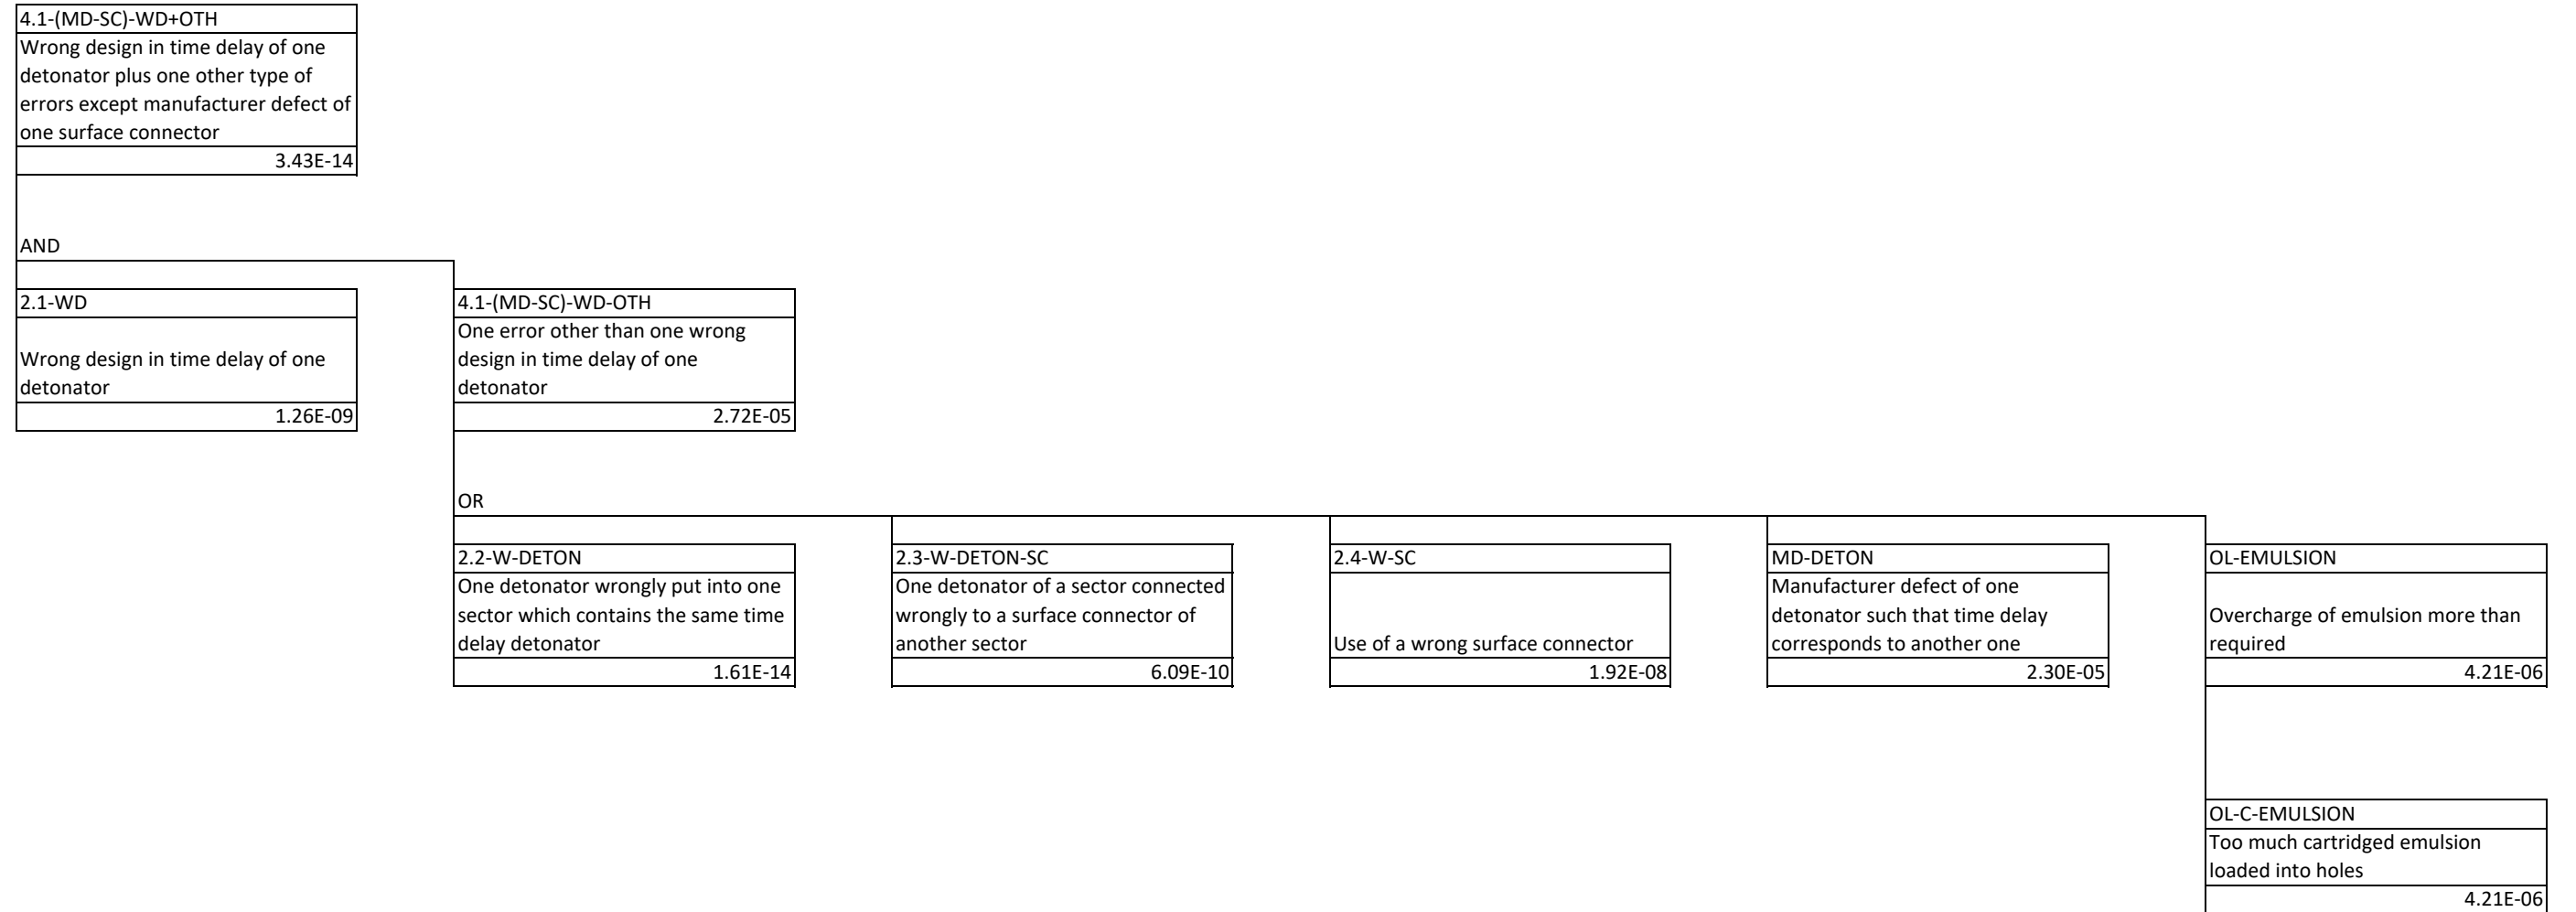 4.1-(MD-SC)-WD+OTH
Wrong design in time delay of one
detonator plus one other type of
errors except manufacturer defect of
one surface connector
3.43E-14
AND
2.1-WD
Wrong design in time delay of one
detonator
1.26E-09
4.1-(MD-SC)-WD-OTH
One error other than one wrong
design in time delay of one
detonator
2.72E-05
OR
2.2-W-DETON
One detonator wrongly put into one
sector which contains the same time
delay detonator
1.61E-14
2.3-W-DETON-SC
One detonator of a sector connected
wrongly to a surface connector of
another sector
6.09E-10
2.4-W-SC
Use of a wrong surface connector
1.92E-08
MD-DETON
Manufacturer defect of one
detonator such that time delay
corresponds to another one
2.30E-05
OL-EMULSION
Overcharge of emulsion more than
required
4.21E-06
OL-C-EMULSION
Too much cartridged emulsion
loaded into holes
4.21E-06